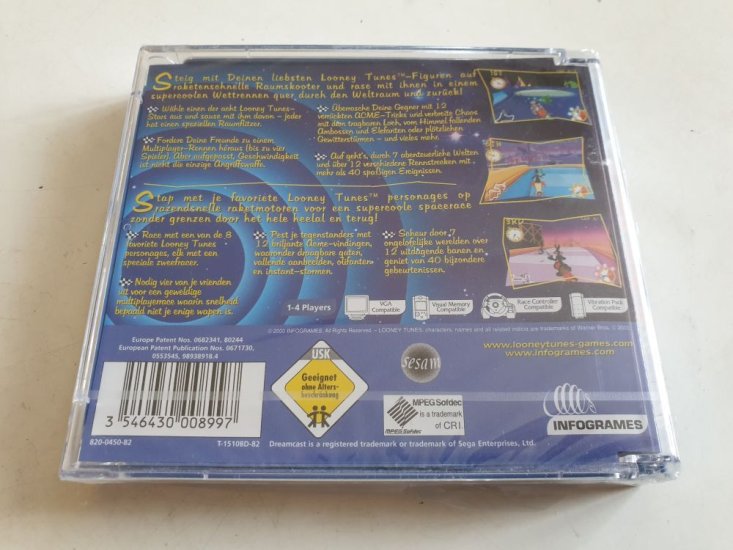 Steig mit Deinen liebsten Looney Tunes™-Figuren auf
raketenschnelle Raumskooter und rase mit ihnen in einem
supercoolen Wettrennen quer durch den Weltraum und zurück!
Wähle einen der acht Looney Tunes-
Stars aus und sause mit ihm davon - jeder
hat einen speziellen Raumflitzer.
Fordere Deine Freunde zu einem
Multiplayer-Rennen heraus (bis zu vier
Spieler). Aber aufgepasst, Geschwindigkeit
ist nicht die einzige Angriffswaffe.
Überrasche Deine Gegner mit 12
verrückten ACME-Tricks und verbreite Chaos
mit dem tragbaren Loch, vom Himmel fallenden
Ambossen und Elefanten oder plötzlichen
Gewitterstürmen - und vieles mehr.
Auf geht's, durch 7 abenteuerliche Welten
und über 12 verschiedene Rennstrecken mit
mehr als 40 spaßigen Ereignissen.
Stap met je favoriete Looney Tunes™ personages op
razendsnelle raketmotoren voor een supercoole spacerace
zonder grenzen door het hele heelal en terug!
Race met een van de 8
favoriete Looney Tunes
personages, elk met een
speciale zweefracer.
Nodig vier van je vrienden
uit voor een geweldige
multiplayermode waarin snelheid
bepaald niet je enige wapen is.
Pest je tegenstanders met
12 briljante Acme-vindingen,
waaronder draagbare gaten,
vallende aambeelden, olifanten
en instant-stormen.
Scheur door 7
ongelofelijke werelden over
12 uitdagende banen en
geniet van 40 bijzondere
gebeurtenissen.
1-4 Players
VGA
Compatible
Visual Memory
Compatible
Race Controller
Compatible
Vibration Pack
Compatible
© 2000 INFOGRAMES, All Rights Reserved. - LOONEY TUNES, characters, names and all related indicia are trademarks of Warner Bros. © 2000
Europe Patent Nos. 0682341, 80244
European Patent Publication Nos. 0671730,
0553545, 98938918.4
3 546430 008997
820-0450-82
T-15108D-82
USK
Geeignet
ohne Alters-
beschränkung
sesam
MPEG Sofdec
MPEG Sofdec
is a trademark
of CRI.
www.looneytunes-games.com
www.infogrames.com
INFOGRAMES
Dreamcast is a registered trademark or trademark of Sega Enterprises, Ltd.